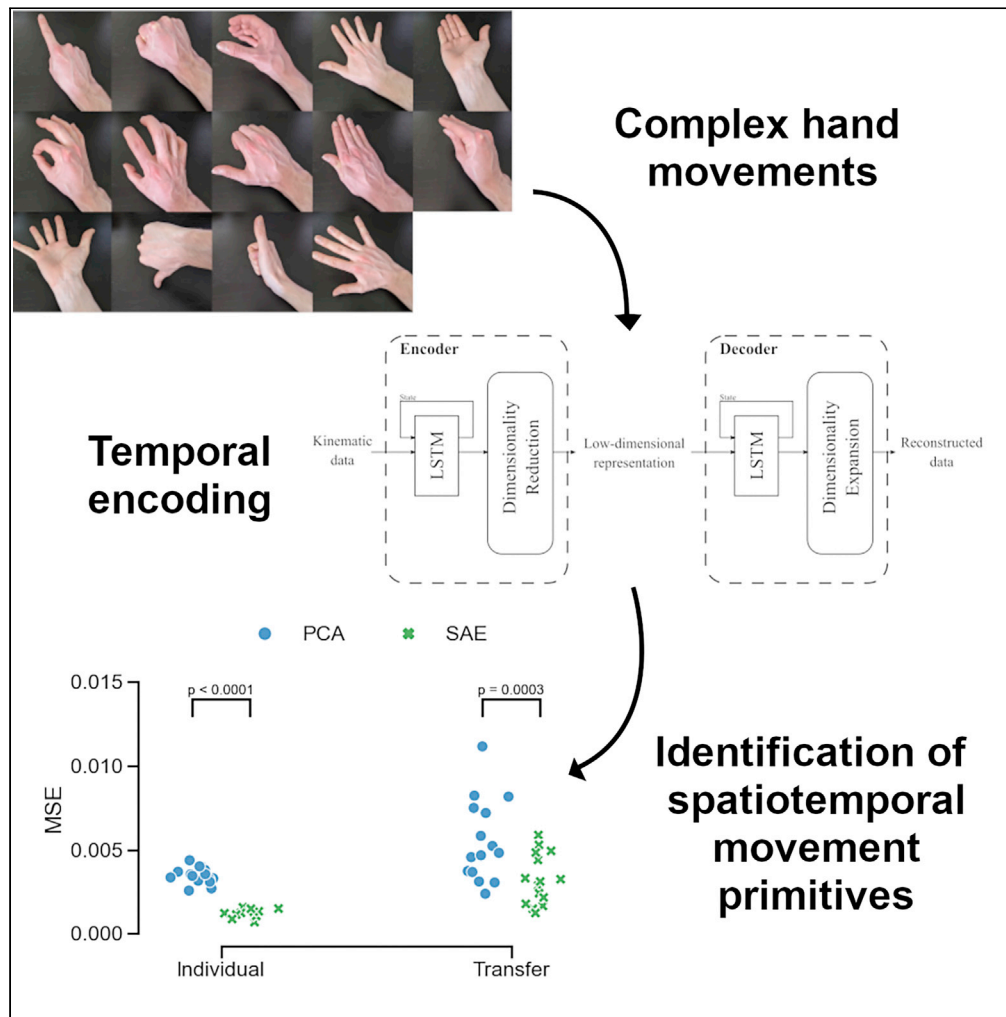 Complex hand
movements
Encoder
Decoder
State
State
Kinematic
data
LSTM
Dimensionality
Reduction
Low-dimensional
representation
LSTM
Dimensionality
Expansion
Reconstructed
data
Temporal
encoding
PCA
SAE
0.015
0.010
0.005
0.000
MSE
p < 0.0001
p = 0.0003
Individual
Transfer
Identification of
spatiotemporal
movement
primitives